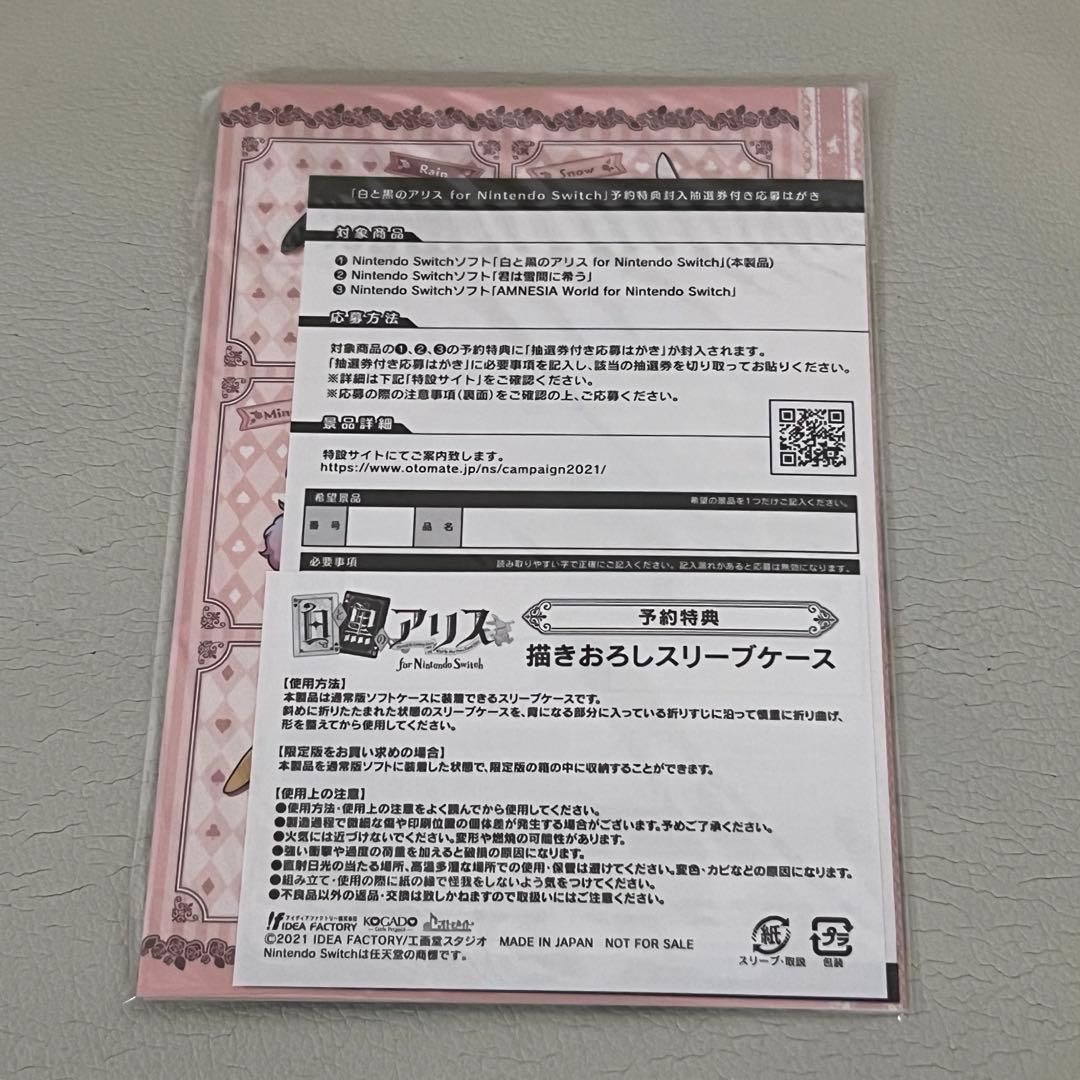 Rain
Snow
Min
「白と黒のアリス for Nintendo Switch」予約特典封入抽選券付き応募はがき
対象商品
❶ Nintendo Switchソフト「白と黒のアリス for Nintendo Switch」(本製品)
❷ Nintendo Switchソフト「君は雪間に希う」
❸ Nintendo Switchソフト「AMNESIA World for Nintendo Switch」
応募方法
対象商品の❶、❷、❸の予約特典に「抽選券付き応募はがき」が封入されます。
「抽選券付き応募はがき」に必要事項を記入し、該当の抽選券を切り取ってお貼りください。
※詳細は下記「特設サイト」をご確認ください。
※応募の際の注意事項(裏面)をご確認の上、ご応募ください。
景品詳細
特設サイトにてご案内致します。
https://www.otomate.jp/ns/campaign2021/
希望景品 希望の景品を1つだけご記入ください。
番号 品名
必要事項 読み取りやすい字で正確にご記入ください。記入漏れがあると応募は無効になります。
白と黒のアリス
for Nintendo Switch
予約特典
描きおろしスリーブケース
【使用方法】
本製品は通常版ソフトケースに装着できるスリーブケースです。
斜めに折りたたまれた状態のスリーブケースを、背になる部分に入っている折りすじに沿って慎重に折り曲げ、
形を整えてから使用してください。
【限定版をお買い求めの場合】
本製品を通常版ソフトに装着した状態で、限定版の箱の中に収納することができます。
【使用上の注意】
●使用方法・使用上の注意をよく読んでから使用してください。
●製造過程で微細な傷や印刷位置の個体差が発生する場合がございます。予めご了承ください。
●火気には近づけないでください。変形や燃焼の可能性があります。
●強い衝撃や過度の荷重を加えると破損の原因になります。
●直射日光の当たる場所、高温多湿な場所での使用・保管は避けてください。変色・カビなどの原因になります。
●組み立て・使用の際に紙の縁で怪我をしないよう気をつけてください。
●不良品以外の返品・交換は致しかねますので取扱いにはご注意ください。
アイディアファクトリー株式会社
IDEA FACTORY KOGADO Girls Project
©2021 IDEA FACTORY/工画堂スタジオ MADE IN JAPAN NOT FOR SALE
Nintendo Switchは任天堂の商標です。
紙
スリーブ・取説
プラ
包装